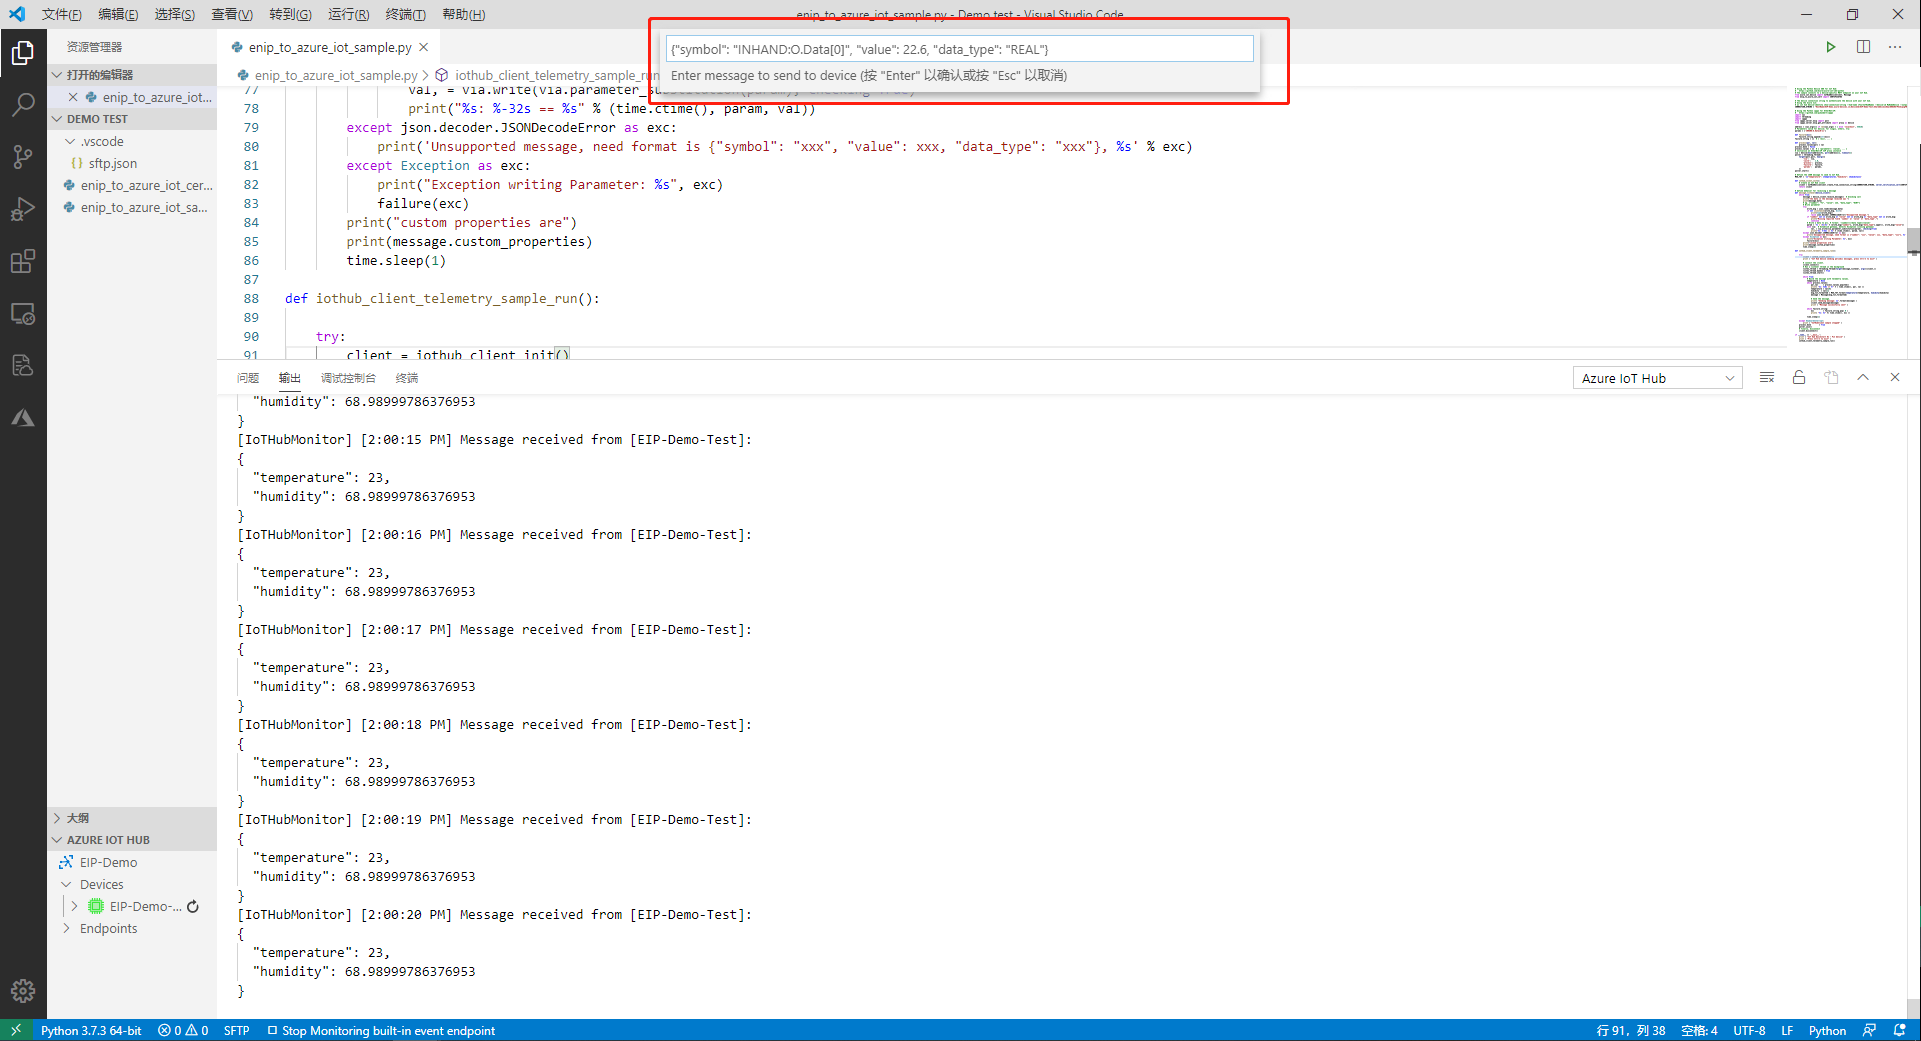 文件(F) 编辑(E) 选择(S) 查看(V) 转到(G) 运行(R) 终端(T) 帮助(H)
enip_to_azure_iot_sample.py - Demo test - Visual Studio Code
资源管理器
打开的编辑器
enip_to_azure_iot...
DEMO TEST
.vscode
{} sftp.json
enip_to_azure_iot_cer...
enip_to_azure_iot_sa...
大纲
AZURE IOT HUB
EIP-Demo
Devices
EIP-Demo-...
Endpoints
enip_to_azure_iot_sample.py
{"symbol": "INHAND:O.Data[0]", "value": 22.6, "data_type": "REAL"}
Enter message to send to device (按 "Enter" 以确认或按 "Esc" 以取消)
enip_to_azure_iot_sample.py > iothub_client_telemetry_sample_run
77 val, = via.write(via.parameter_substitution(param), checking=True)
78 print("%s: %-32s == %s" % (time.ctime(), param, val))
79 except json.decoder.JSONDecodeError as exc:
80 print('Unsupported message, need format is {"symbol": "xxx", "value": xxx, "data_type": "xxx"}, %s' % exc)
81 except Exception as exc:
82 print("Exception writing Parameter: %s", exc)
83 failure(exc)
84 print("custom properties are")
85 print(message.custom_properties)
86 time.sleep(1)
87
88 def iothub_client_telemetry_sample_run():
89
90 try:
91 client = iothub_client_init()
问题 输出 调试控制台 终端
Azure IoT Hub
"humidity": 68.98999786376953
}
[IoTHubMonitor] [2:00:15 PM] Message received from [EIP-Demo-Test]:
{
"temperature": 23,
"humidity": 68.98999786376953
}
[IoTHubMonitor] [2:00:16 PM] Message received from [EIP-Demo-Test]:
{
"temperature": 23,
"humidity": 68.98999786376953
}
[IoTHubMonitor] [2:00:17 PM] Message received from [EIP-Demo-Test]:
{
"temperature": 23,
"humidity": 68.98999786376953
}
[IoTHubMonitor] [2:00:18 PM] Message received from [EIP-Demo-Test]:
{
"temperature": 23,
"humidity": 68.98999786376953
}
[IoTHubMonitor] [2:00:19 PM] Message received from [EIP-Demo-Test]:
{
"temperature": 23,
"humidity": 68.98999786376953
}
[IoTHubMonitor] [2:00:20 PM] Message received from [EIP-Demo-Test]:
{
"temperature": 23,
"humidity": 68.98999786376953
}
Python 3.7.3 64-bit 0 0 SFTP Stop Monitoring built-in event endpoint
行 91, 列 38 空格: 4 UTF-8 LF Python